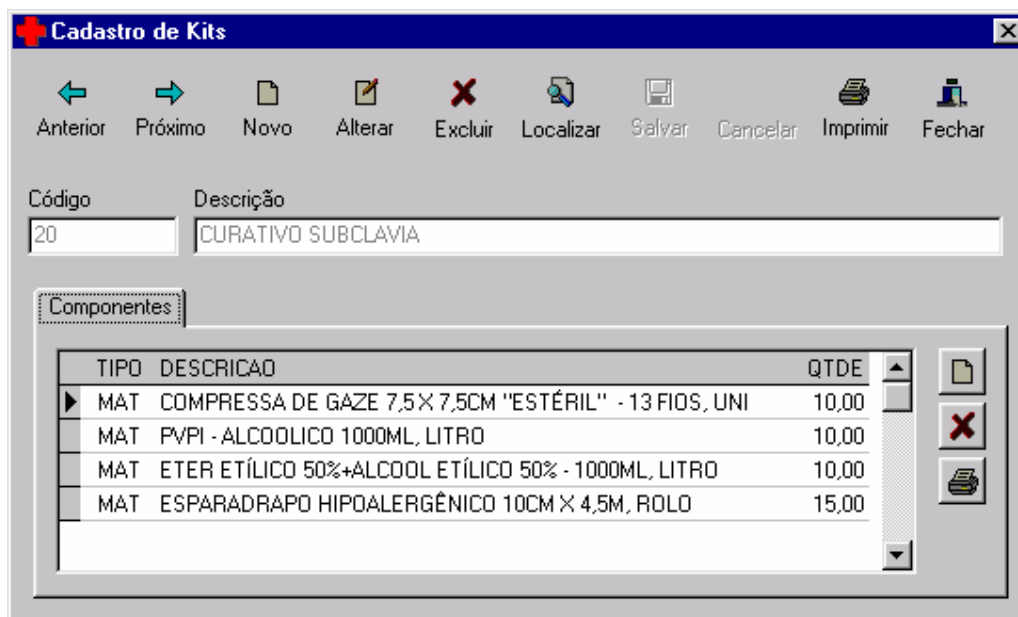 Cadastro de Kits
Anterior Próximo Novo Alterar Excluir Localizar Salvar Cancelar Imprimir Fechar
Código Descrição
20 CURATIVO SUBCLAVIA
Componentes
TIPO DESCRICAO QTDE
MAT COMPRESSA DE GAZE 7,5 X 7,5CM "ESTÉRIL" - 13 FIOS, UNI 10,00
MAT PVPI - ALCOOLICO 1000ML, LITRO 10,00
MAT ETER ETÍLICO 50%+ALCOOL ETÍLICO 50% - 1000ML, LITRO 10,00
MAT ESPARADRAPO HIPOALERGÊNICO 10CM X 4,5M, ROLO 15,00